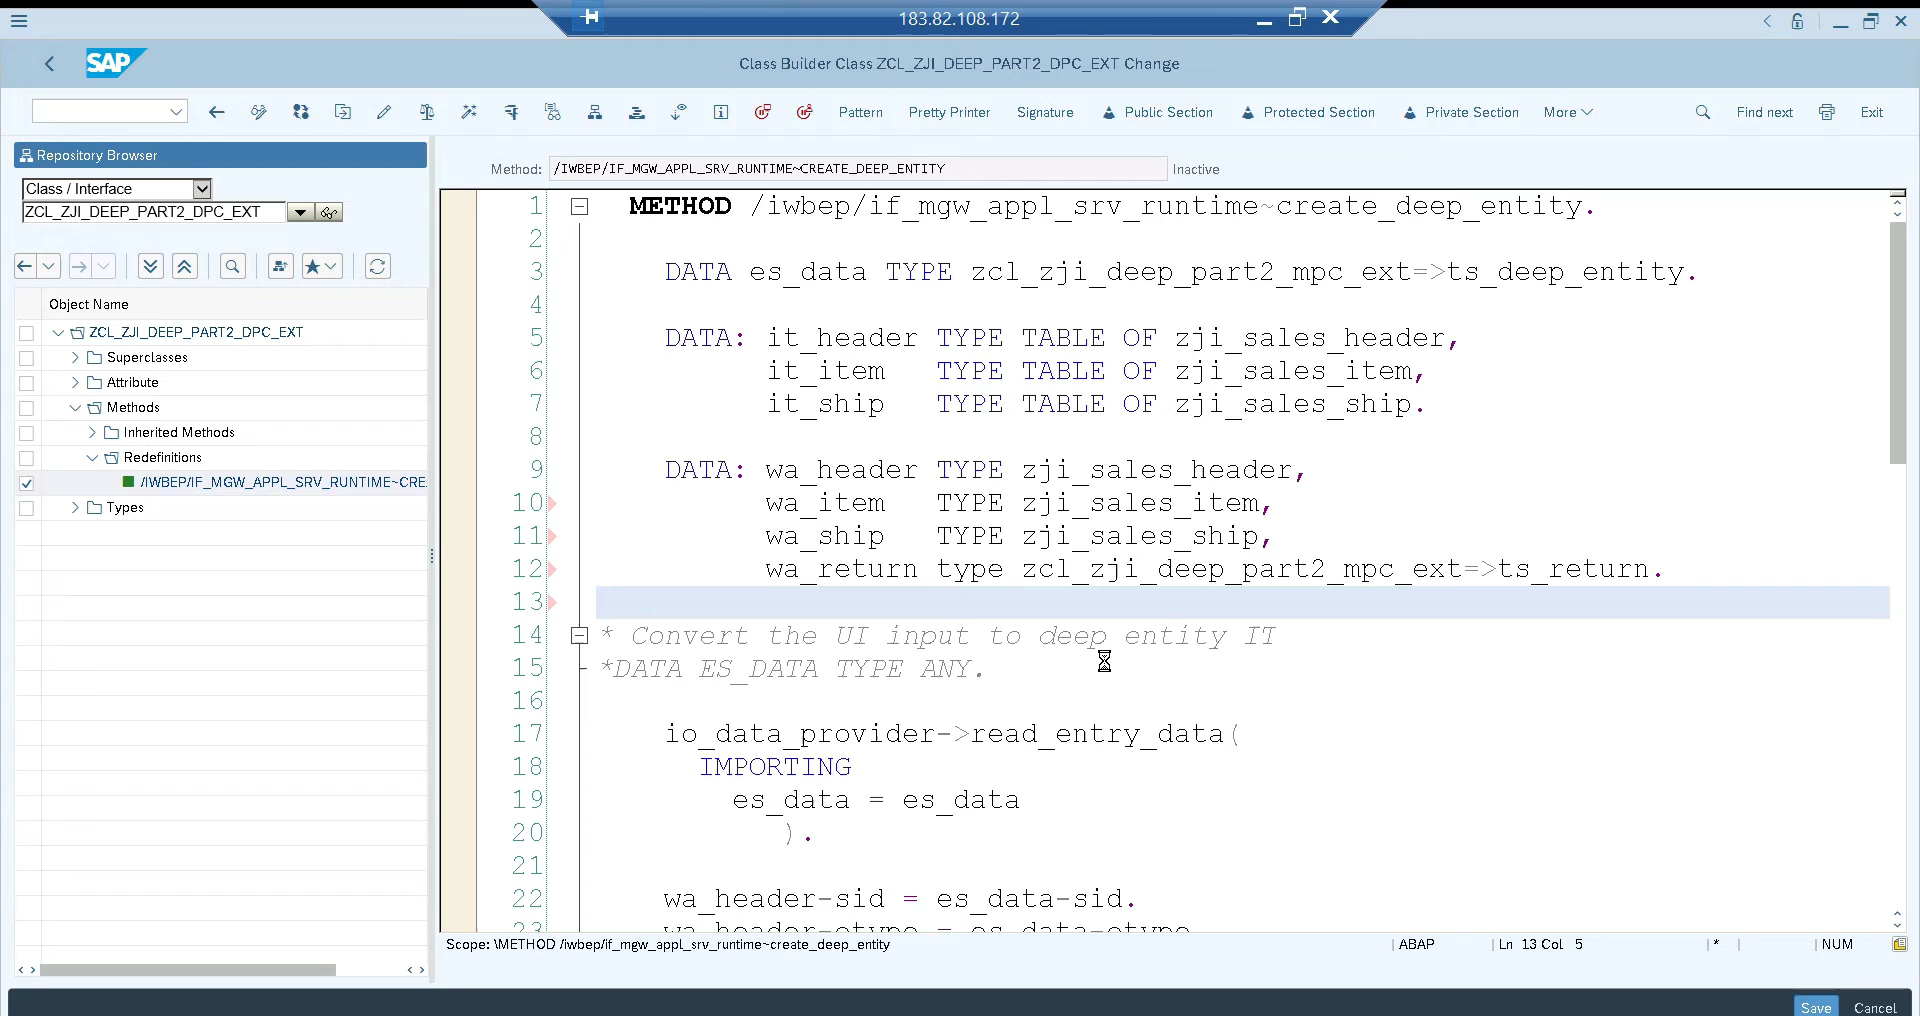 183.82.108.172
SAP
Class Builder Class ZCL_ZJI_DEEP_PART2_DPC_EXT Change
Pattern Pretty Printer Signature Public Section Protected Section Private Section More Find next Exit
Repository Browser
Class / Interface
ZCL_ZJI_DEEP_PART2_DPC_EXT
Object Name
ZCL_ZJI_DEEP_PART2_DPC_EXT
Superclasses
Attribute
Methods
Inherited Methods
Redefinitions
/IWBEP/IF_MGW_APPL_SRV_RUNTIME~CRE
Types
Method: /IWBEP/IF_MGW_APPL_SRV_RUNTIME~CREATE_DEEP_ENTITY Inactive
1 METHOD /iwbep/if_mgw_appl_srv_runtime~create_deep_entity.
2
3 DATA es_data TYPE zcl_zji_deep_part2_mpc_ext=>ts_deep_entity.
4
5 DATA: it_header TYPE TABLE OF zji_sales_header,
6 it_item TYPE TABLE OF zji_sales_item,
7 it_ship TYPE TABLE OF zji_sales_ship.
8
9 DATA: wa_header TYPE zji_sales_header,
10 wa_item TYPE zji_sales_item,
11 wa_ship TYPE zji_sales_ship,
12 wa_return type zcl_zji_deep_part2_mpc_ext=>ts_return.
13
14 * Convert the UI input to deep entity IT
15 *DATA ES_DATA TYPE ANY.
16
17 io_data_provider->read_entry_data(
18 IMPORTING
19 es_data = es_data
20 ).
21
22 wa_header-sid = es_data-sid.
23 wa_header-otype = es_data-otype
Scope: \METHOD /iwbep/if_mgw_appl_srv_runtime~create_deep_entity ABAP Ln 13 Col 5 * NUM
Save Cancel